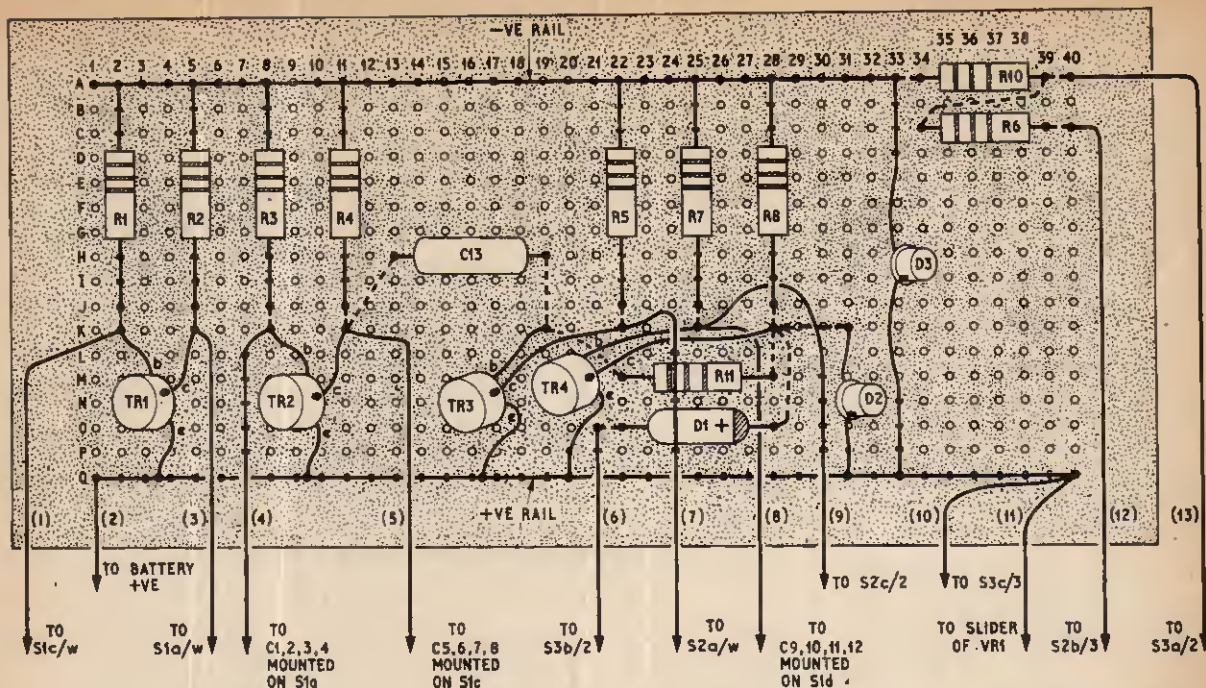 —VE RAIL
35 36 37 38
1 2 3 4 5 6 7 8 9 10 11 12 13 14 15 16 17 18 19 20 21 22 23 24 25 26 27 28 29 30 31 32 33 34 39 40
A
B
C
D
E
F
G
H
I
J
K
L
M
N
O
P
Q
R10
R6
R1 R2 R3 R4 R5 R7 R8
C13
D3
b c b c b c b c
TR1 TR2 TR3 TR4
R11
D2
D1 +
e e e e
+VE RAIL
(1) (2) (3) (4) (5) (6) (7) (8) (9) (10) (11) (12) (13)
TO BATTERY
+VE
TO S2c/2
TO S3c/3
TO
S1c/w
TO
S1a/w
TO
C1,2,3,4
MOUNTED
ON S1a
TO
C5,6,7,8
MOUNTED
ON S1c
TO
S3b/2
TO
S2a/w
TO
C9,10,11,12
MOUNTED
ON S1d
TO SLIDER
OF VR1
TO
S2b/3
TO
S3a/2